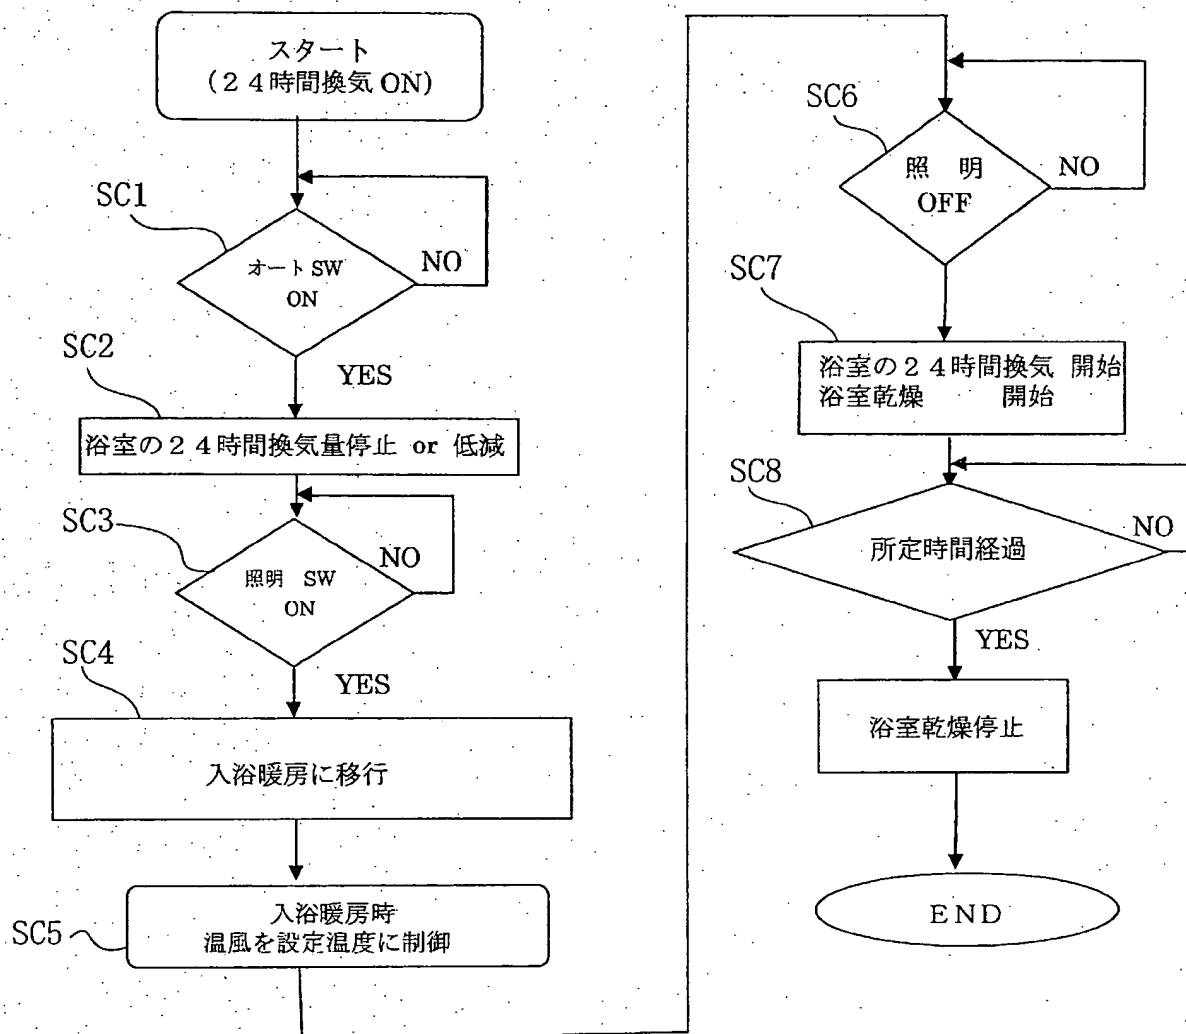 スタート
(24時間換気 ON)
SC1
オート SW
ON
NO
YES
SC2
浴室の24時間換気量停止 or 低減
SC3
照明 SW
ON
NO
YES
SC4
入浴暖房に移行
SC5
入浴暖房時
温風を設定温度に制御
SC6
照 明
OFF
NO
SC7
浴室の24時間換気 開始
浴室乾燥 開始
SC8
所定時間経過
NO
YES
浴室乾燥停止
END